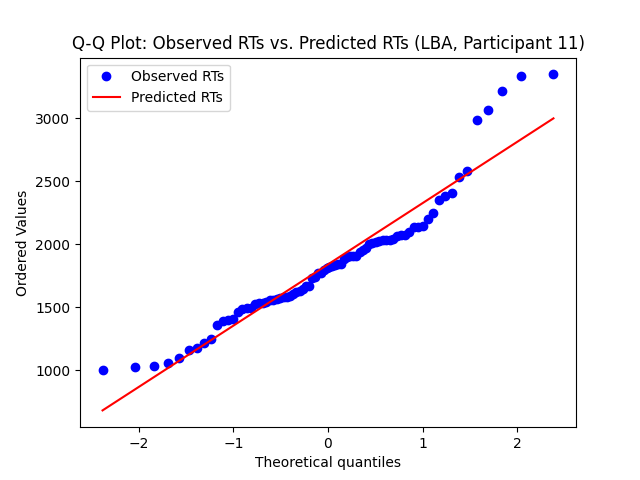 Q-Q Plot: Observed RTs vs. Predicted RTs (LBA, Participant 11)
Observed RTs
Predicted RTs
3000
2500
2000
1500
1000
Ordered Values
−2
−1
0
1
2
Theoretical quantiles